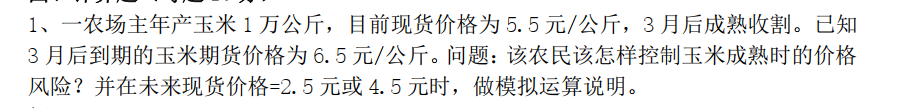 1、一农场主年产玉米 1 万公斤，目前现货价格为 5.5 元/公斤，3 月后成熟收割。已知
3 月后到期的玉米期货价格为 6.5 元/公斤。问题：该农民该怎样控制玉米成熟时的价格
风险？并在未来现货价格=2.5 元或 4.5 元时，做模拟运算说明。